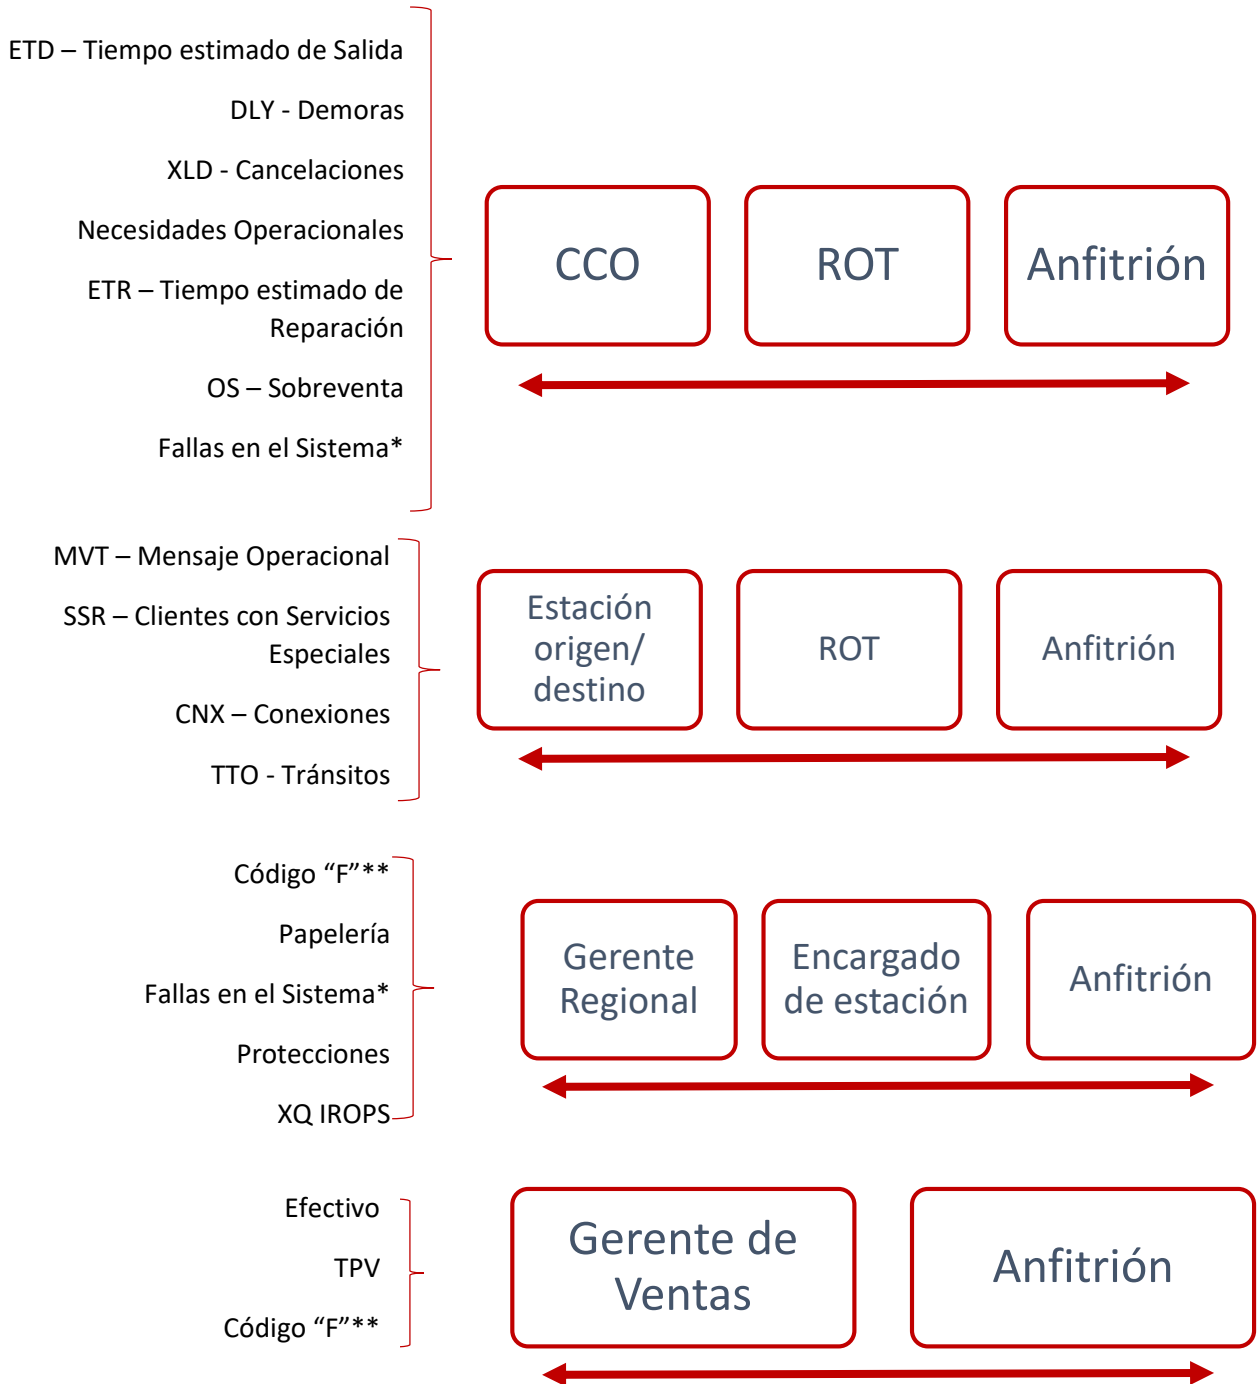 ETD – Tiempo estimado de Salida
DLY - Demoras
XLD - Cancelaciones
Necesidades Operacionales
ETR – Tiempo estimado de
Reparación
OS – Sobreventa
Fallas en el Sistema*
CCO
ROT
Anfitrión
MVT – Mensaje Operacional
SSR – Clientes con Servicios
Especiales
CNX – Conexiones
TTO - Tránsitos
Estación
origen/
destino
ROT
Anfitrión
Código “F”**
Papelería
Fallas en el Sistema*
Protecciones
XQ IROPS
Gerente
Regional
Encargado
de estación
Anfitrión
Efectivo
TPV
Código “F”**
Gerente de
Ventas
Anfitrión